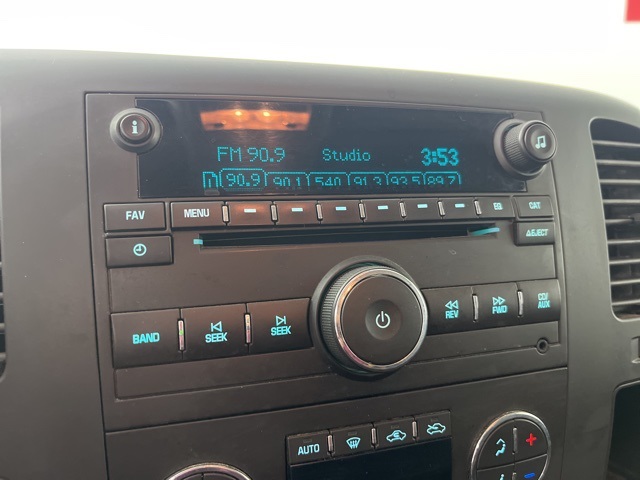 FM 90.9 Studio 3:53
90.9 90.1 540 91.3 93.5 89.7
FAV MENU EQ CAT
EJECT
BAND SEEK SEEK REV FWD CD/AUX
AUTO